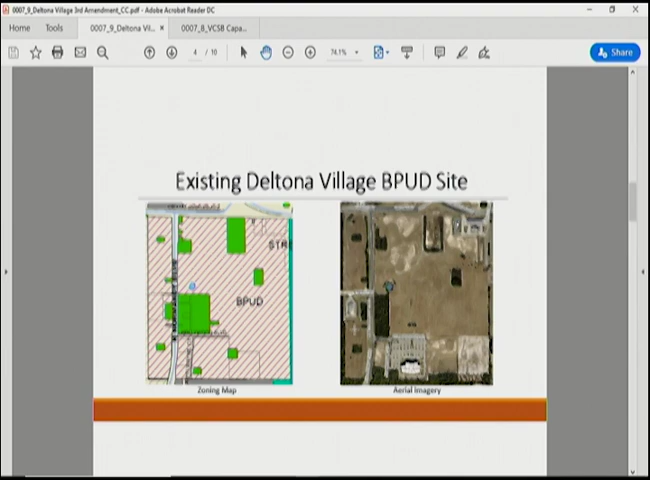 0007_9_Deltona Village 3rd Amendment_CC.pdf - Adobe Acrobat Reader DC
Home Tools 0007_9_Deltona Vil... × 0007_8_VCSB Capa...
4 / 10 74.1% Share
Existing Deltona Village BPUD Site
STRE
BPUD
Zoning Map Aerial Imagery